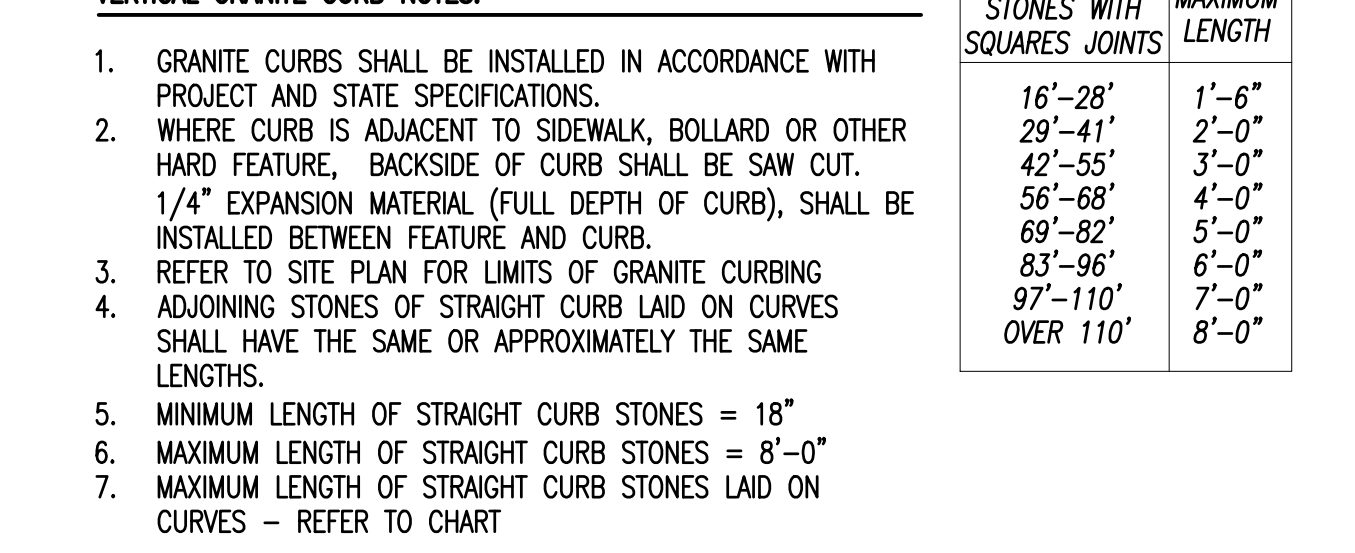 VERTICAL GRANITE CURB NOTES:
1. GRANITE CURBS SHALL BE INSTALLED IN ACCORDANCE WITH
PROJECT AND STATE SPECIFICATIONS.
2. WHERE CURB IS ADJACENT TO SIDEWALK, BOLLARD OR OTHER
HARD FEATURE, BACKSIDE OF CURB SHALL BE SAW CUT.
1/4" EXPANSION MATERIAL (FULL DEPTH OF CURB), SHALL BE
INSTALLED BETWEEN FEATURE AND CURB.
3. REFER TO SITE PLAN FOR LIMITS OF GRANITE CURBING
4. ADJOINING STONES OF STRAIGHT CURB LAID ON CURVES
SHALL HAVE THE SAME OR APPROXIMATELY THE SAME
LENGTHS.
5. MINIMUM LENGTH OF STRAIGHT CURB STONES = 18"
6. MAXIMUM LENGTH OF STRAIGHT CURB STONES = 8'-0"
7. MAXIMUM LENGTH OF STRAIGHT CURB STONES LAID ON
CURVES – REFER TO CHART
STONES WITH
SQUARES JOINTS
MAXIMUM
LENGTH
16'–28' 1'–6"
29'–41' 2'–0"
42'–55' 3'–0"
56'–68' 4'–0"
69'–82' 5'–0"
83'–96' 6'–0"
97'–110' 7'–0"
OVER 110' 8'–0"